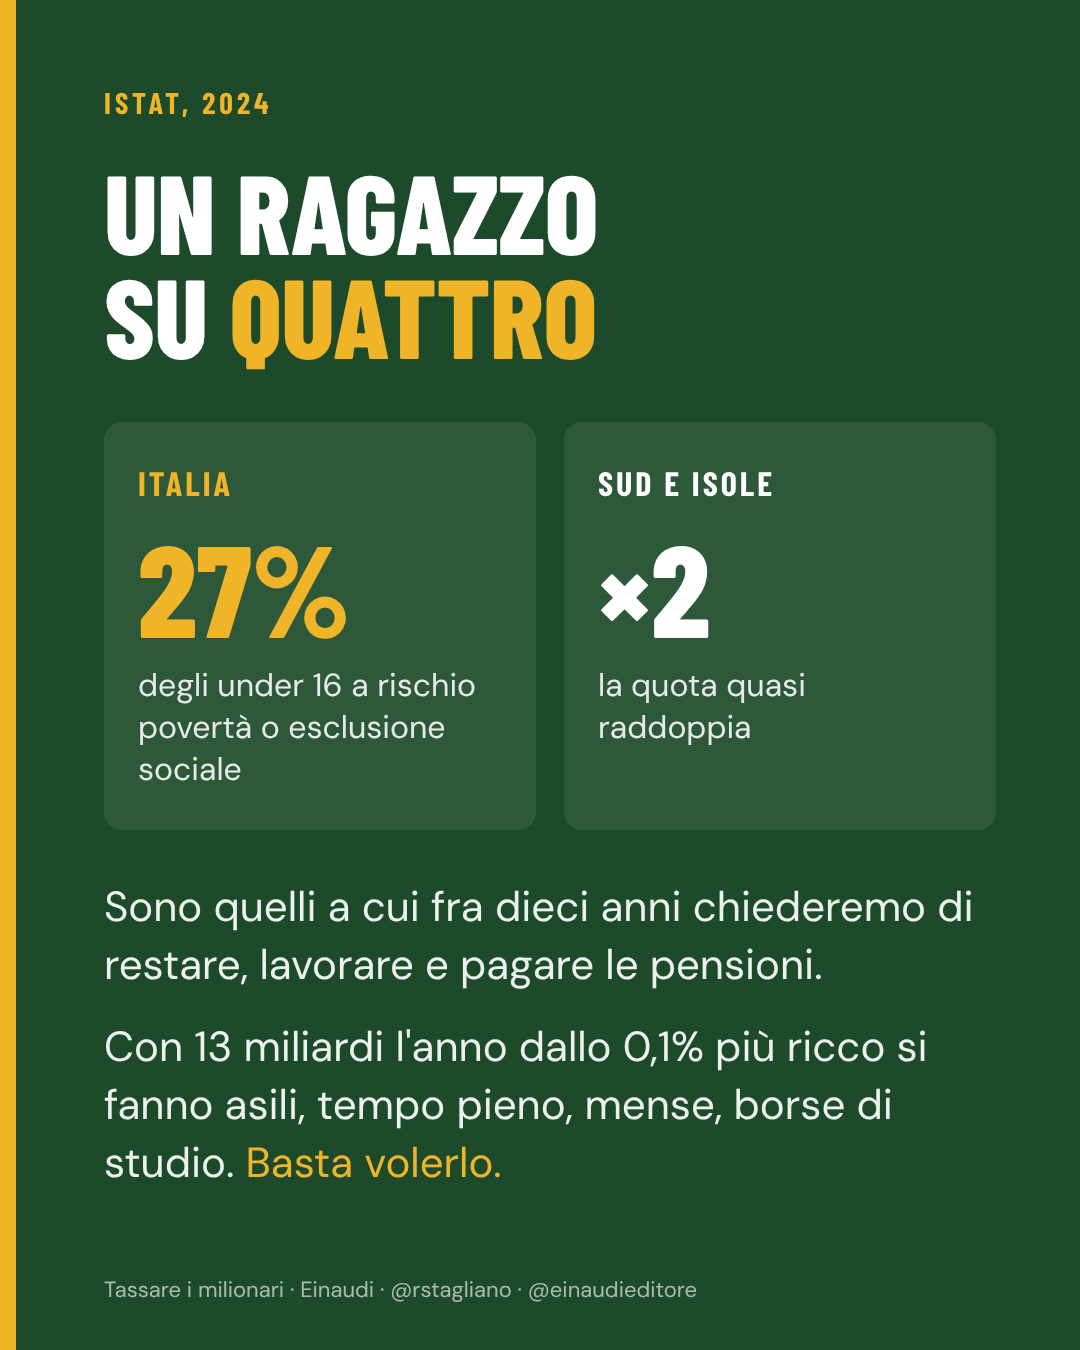 ISTAT, 2024
UN RAGAZZO
SU QUATTRO
ITALIA
27%
degli under 16 a rischio
povertà o esclusione
sociale
SUD E ISOLE
×2
la quota quasi
raddoppia
Sono quelli a cui fra dieci anni chiederemo di
restare, lavorare e pagare le pensioni.
Con 13 miliardi l'anno dallo 0,1% più ricco si
fanno asili, tempo pieno, mense, borse di
studio. Basta volerlo.
Tassare i milionari · Einaudi · @rstagliano · @einaudieditore